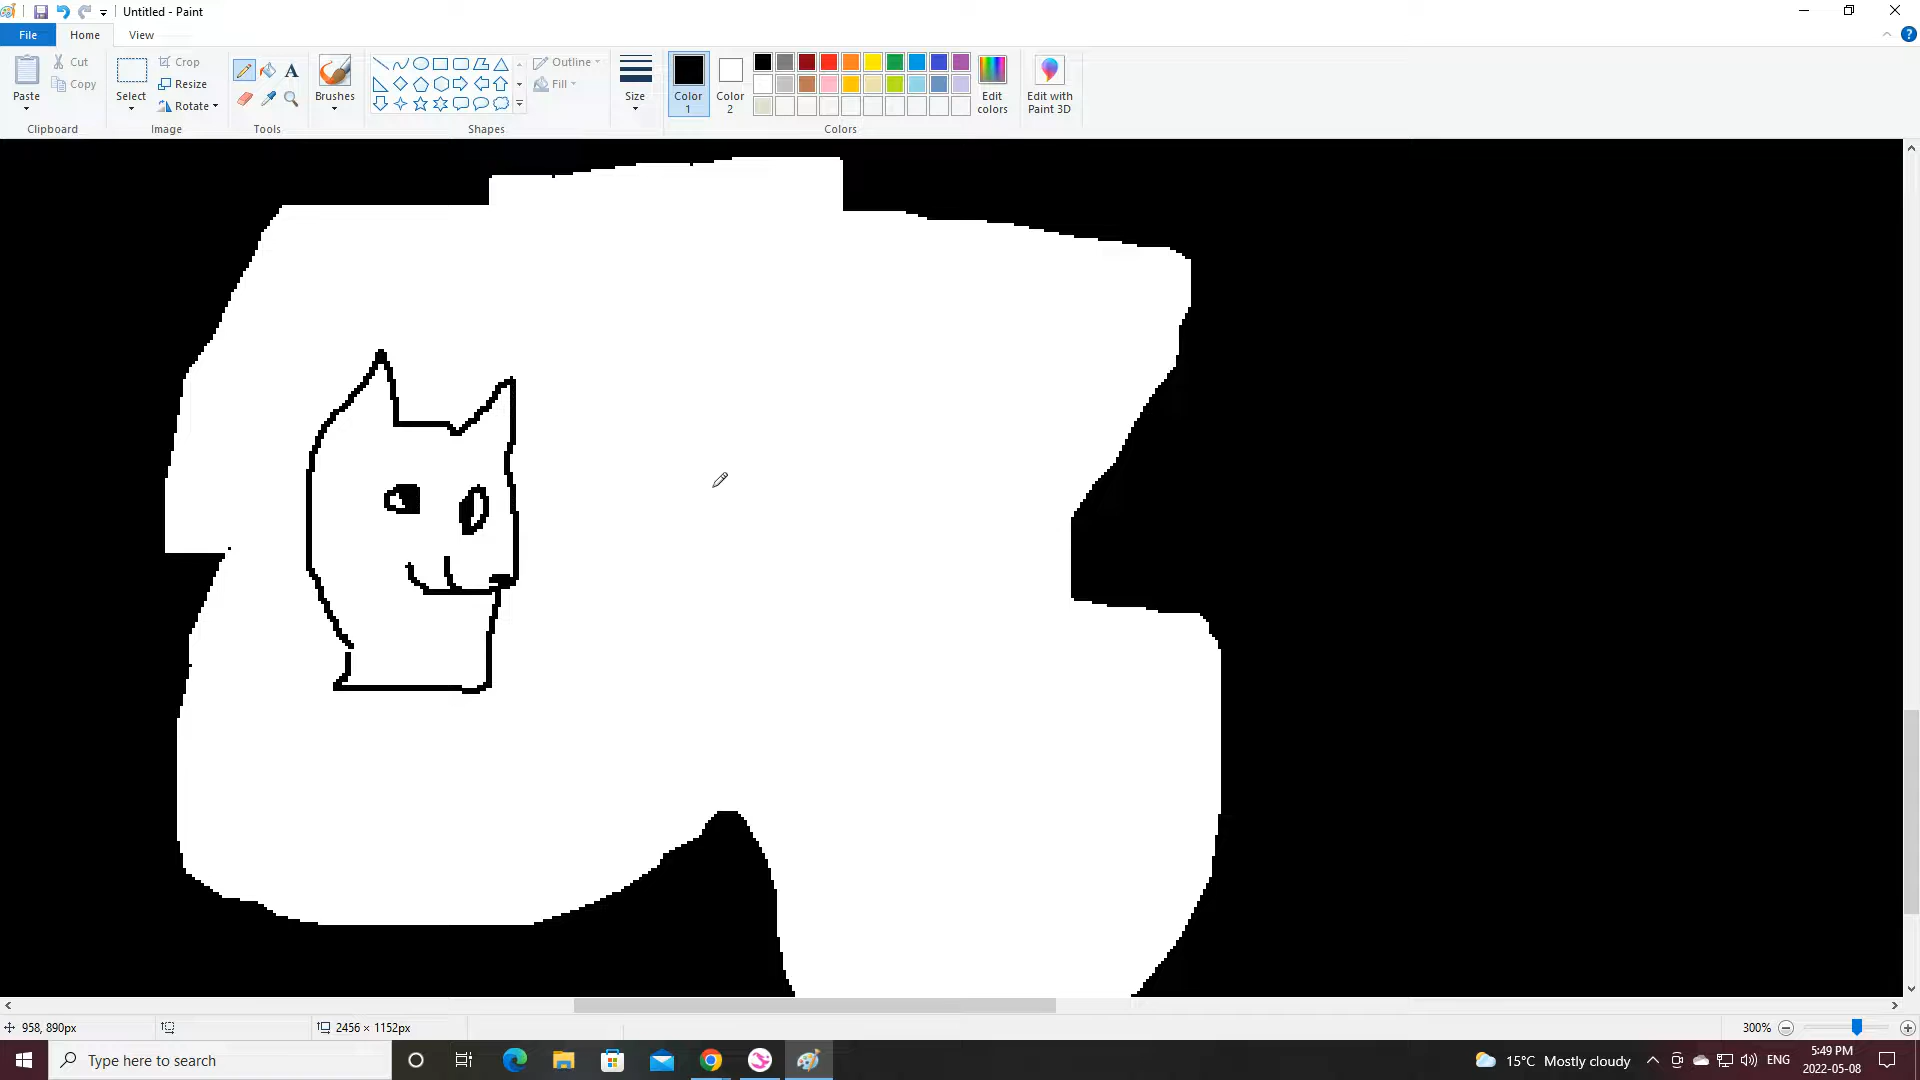 Untitled - Paint
File Home View
Paste Cut Copy Clipboard
Select Crop Resize Rotate Image
A Tools
Brushes
Outline Fill Shapes
Size
Color 1 Color 2 Edit colors Colors
Edit with Paint 3D
958, 890px 2456 × 1152px 300%
Type here to search 15°C Mostly cloudy ENG 5:49 PM
2022-05-08